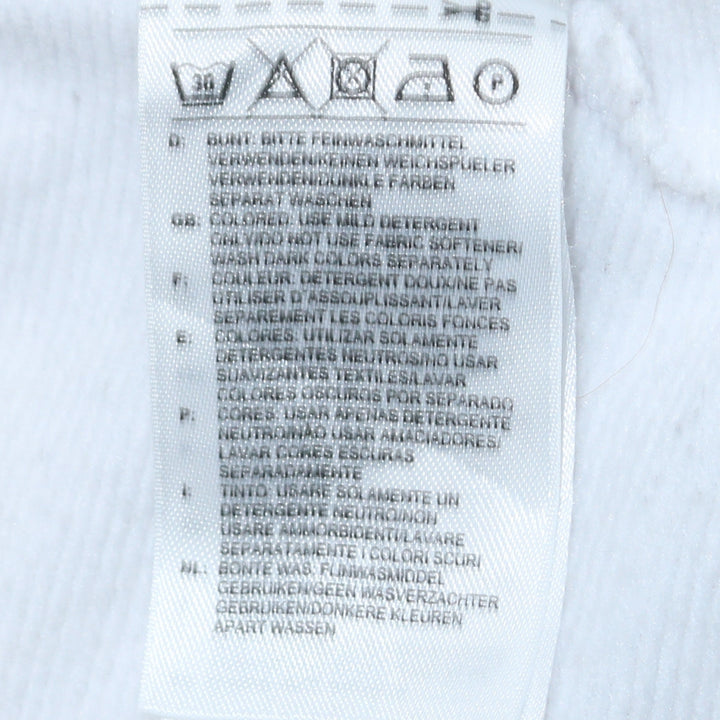 30 P
D: BUNT: BITTE FEINWASCHMITTEL
VERWENDEN/KEINEN WEICHSPUELER
VERWENDEN/DUNKLE FARBEN
SEPARAT WASCHEN
GB: COLORED: USE MILD DETERGENT
ONLY/DO NOT USE FABRIC SOFTENER/
WASH DARK COLORS SEPARATELY
F: COULEUR: DETERGENT DOUX/NE PAS
UTILISER D'ASSOUPLISSANT/LAVER
SEPAREMENT LES COLORIS FONCES
E: COLORES: UTILIZAR SOLAMENTE
DETERGENTES NEUTROS/NO USAR
SUAVIZANTES TEXTILES/LAVAR
COLORES OSCUROS POR SEPARADO
P: CORES: USAR APENAS DETERGENTE
NEUTRO/NÃO USAR AMACIADORES/
LAVAR CORES ESCURAS
SEPARADAMENTE
I: TINTO: USARE SOLAMENTE UN
DETERGENTE NEUTRO/NON
USARE AMMORBIDENTI/LAVARE
SEPARATAMENTE I COLORI SCURI
NL: BONTE WAS: FIJNWASMIDDEL
GEBRUIKEN/GEEN WASVERZACHTER
GEBRUIKEN/DONKERE KLEUREN
APART WASSEN